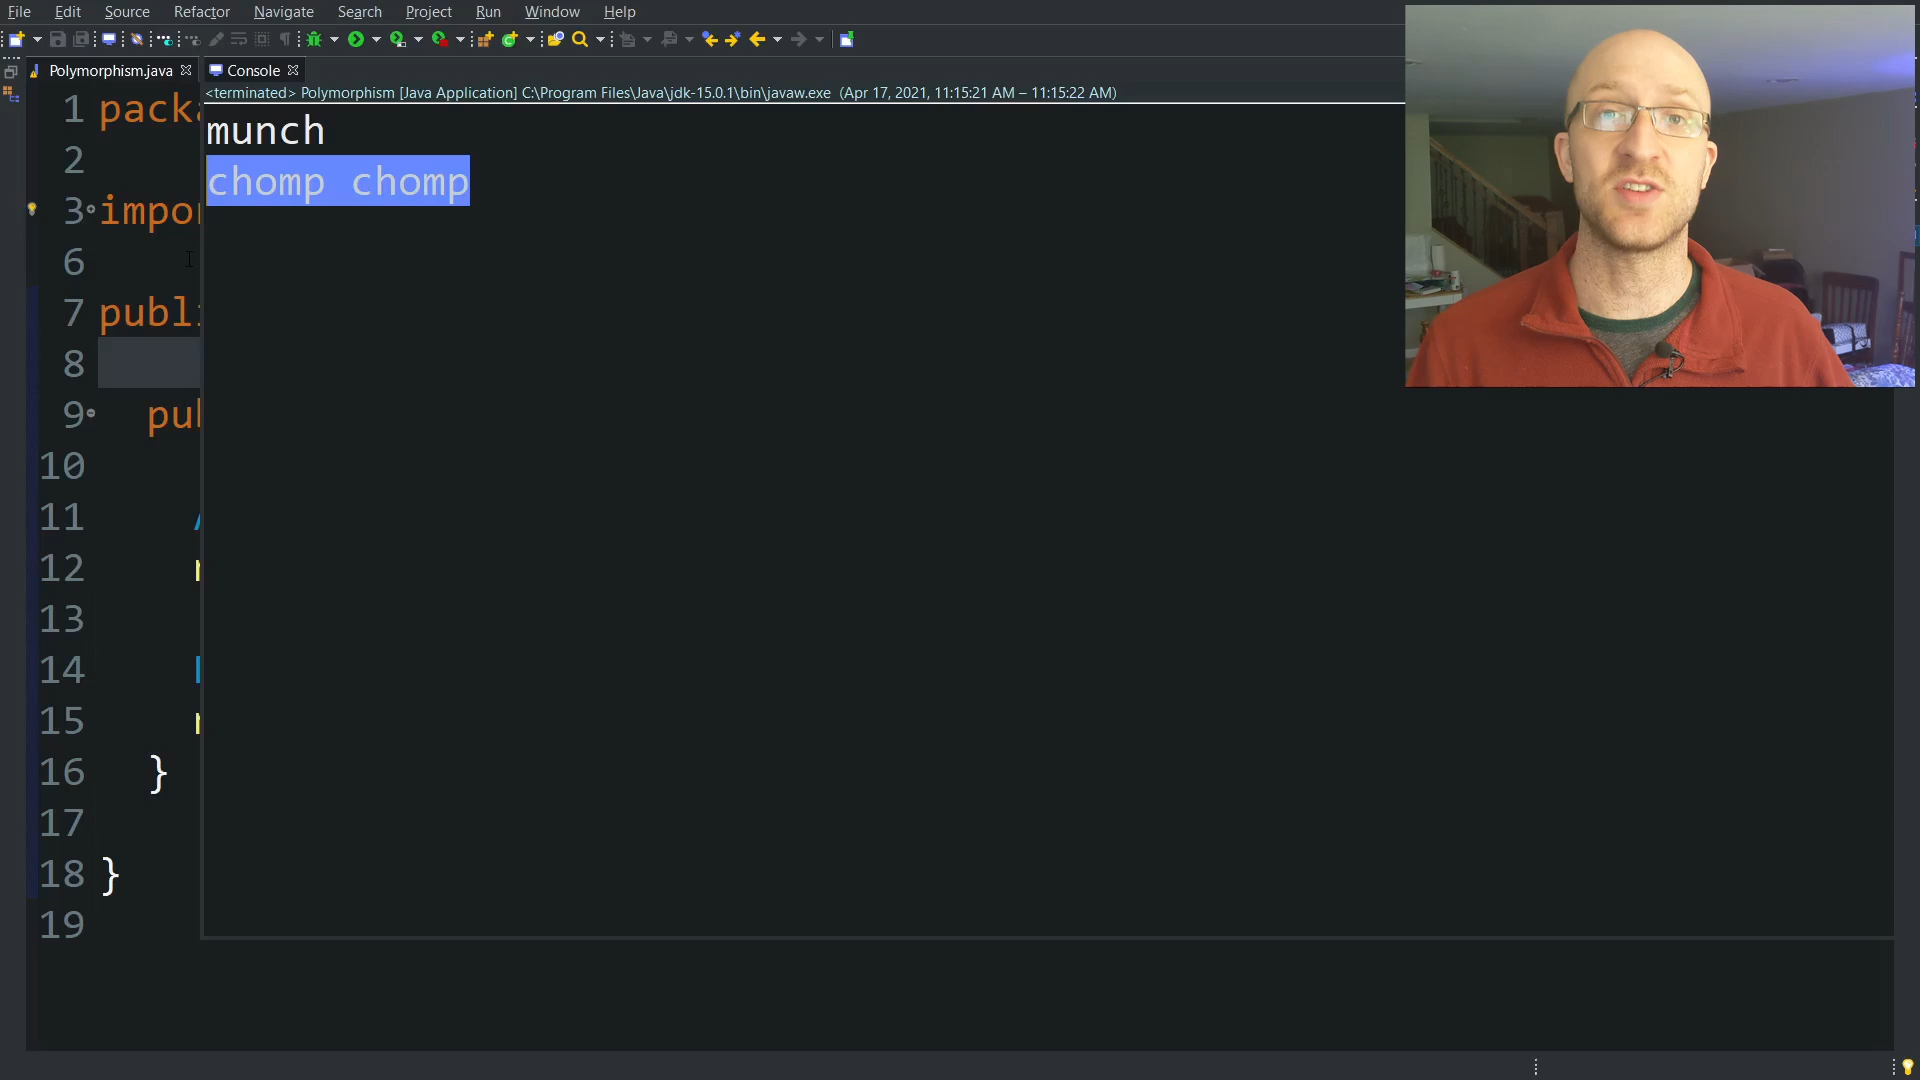 File Edit Source Refactor Navigate Search Project Run Window Help
Polymorphism.java
Console
<terminated> Polymorphism [Java Application] C:\Program Files\Java\jdk-15.0.1\bin\javaw.exe (Apr 17, 2021, 11:15:21 AM – 11:15:22 AM)
munch
chomp chomp
1 packa
2
3 impor
6
7 publi
8
9 pub
10
11
12
13
14
15
16 }
17
18 }
19